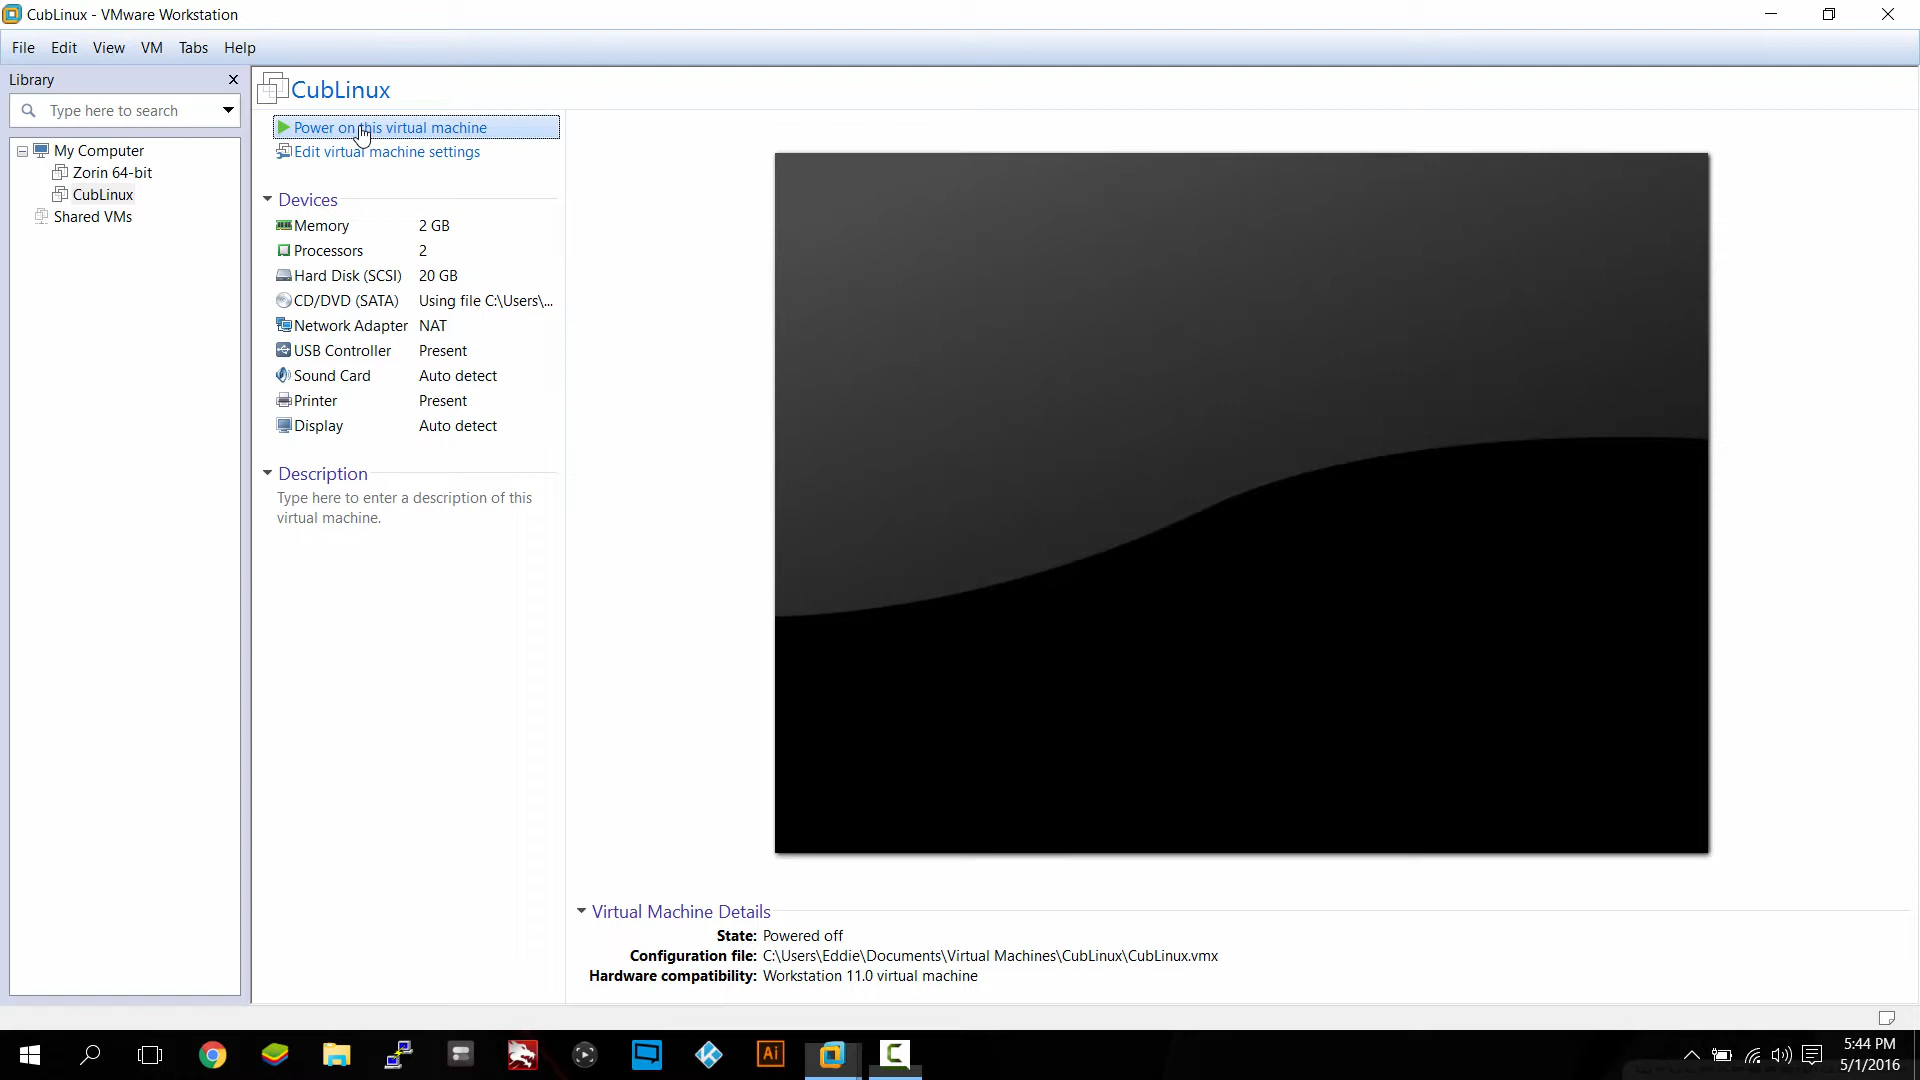 CubLinux - VMware Workstation
File Edit View VM Tabs Help
Library
Type here to search
My Computer
Zorin 64-bit
CubLinux
Shared VMs
CubLinux
Power on this virtual machine
Edit virtual machine settings
Devices
Memory 2 GB
Processors 2
Hard Disk (SCSI) 20 GB
CD/DVD (SATA) Using file C:\Users\...
Network Adapter NAT
USB Controller Present
Sound Card Auto detect
Printer Present
Display Auto detect
Description
Type here to enter a description of this
virtual machine.
Virtual Machine Details
State: Powered off
Configuration file: C:\Users\Eddie\Documents\Virtual Machines\CubLinux\CubLinux.vmx
Hardware compatibility: Workstation 11.0 virtual machine
Ai
5:44 PM
5/1/2016